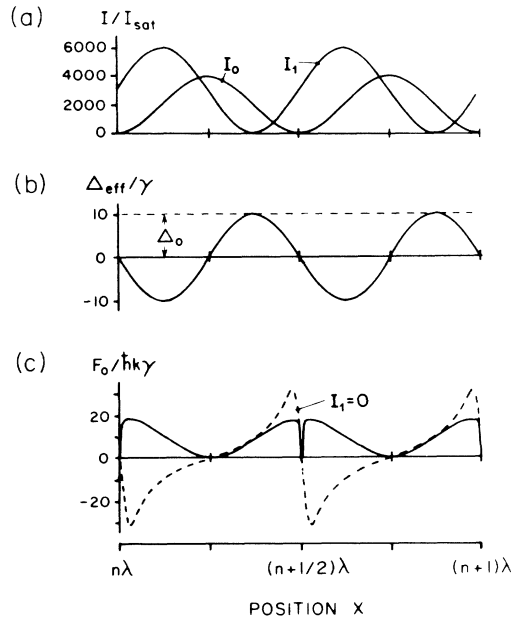 (a)
I/I_sat
6000
4000
2000
0
I_0
I_1
(b)
Δ_eff/γ
10
0
-10
Δ_0
(c)
F_0/ħkγ
20
0
-20
I_1=0
nλ
(n+1/2)λ
(n+1)λ
POSITION X